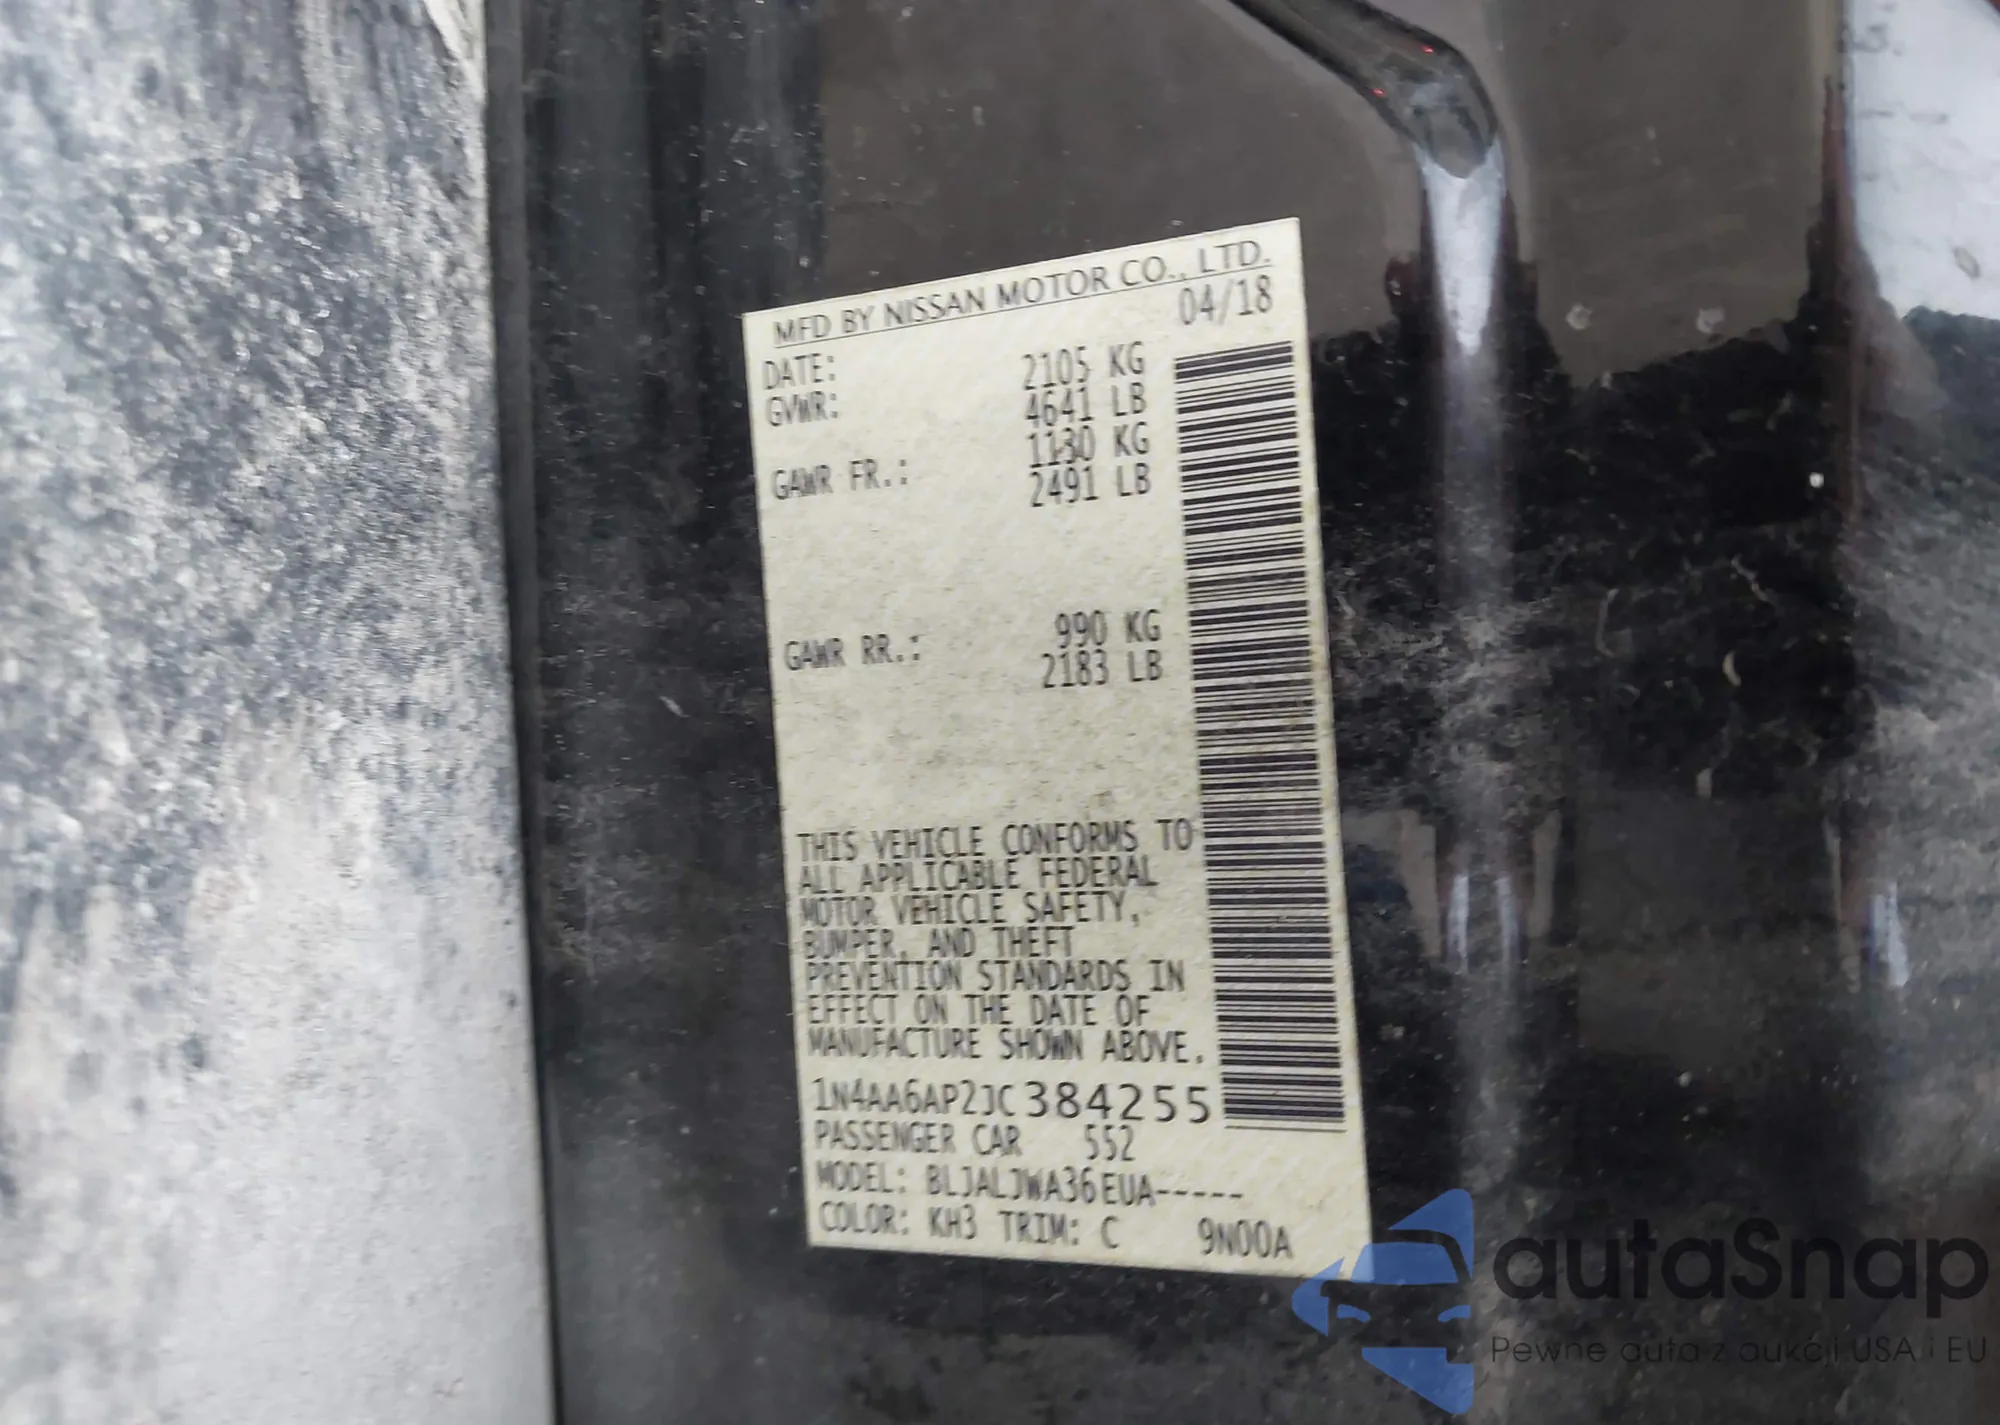 MFD BY NISSAN MOTOR CO., LTD.
DATE: 04/18
GVWR: 2105 KG
4641 LB
GAWR FR.: 1130 KG
2491 LB
GAWR RR.: 990 KG
2183 LB
THIS VEHICLE CONFORMS TO
ALL APPLICABLE FEDERAL
MOTOR VEHICLE SAFETY,
BUMPER, AND THEFT
PREVENTION STANDARDS IN
EFFECT ON THE DATE OF
MANUFACTURE SHOWN ABOVE.
1N4AA6AP2JC384255
PASSENGER CAR 552
MODEL: BLJALJWA36EUA-----
COLOR: KH3 TRIM: C 9N00A
autaSnap
Pewne auta z aukcji USA i EU